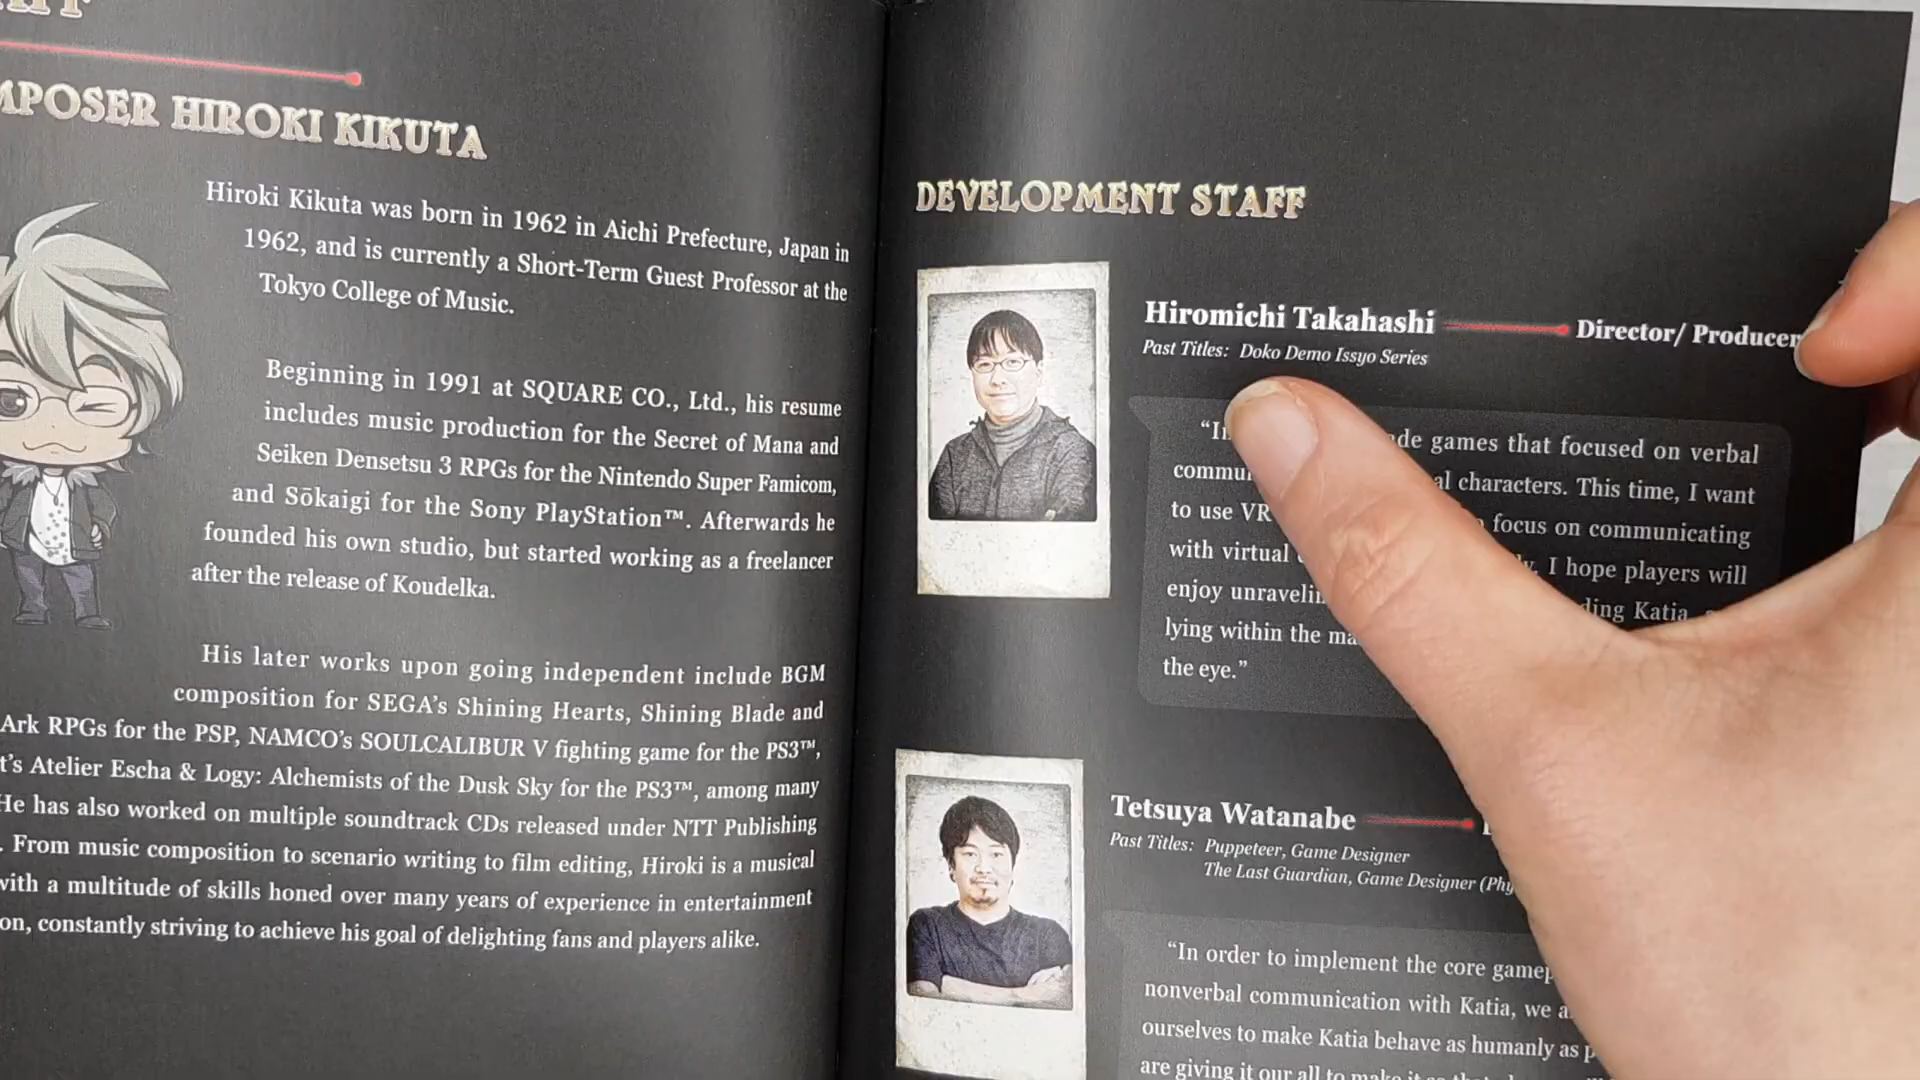 COMPOSER HIROKI KIKUTA
Hiroki Kikuta was born in 1962 in Aichi Prefecture, Japan in
1962, and is currently a Short-Term Guest Professor at the
Tokyo College of Music.
Beginning in 1991 at SQUARE CO., Ltd., his resume
includes music production for the Secret of Mana and
Seiken Densetsu 3 RPGs for the Nintendo Super Famicom,
and Sōkaigi for the Sony PlayStation™. Afterwards he
founded his own studio, but started working as a freelancer
after the release of Koudelka.
His later works upon going independent include BGM
composition for SEGA's Shining Hearts, Shining Blade and
Ark RPGs for the PSP, NAMCO's SOULCALIBUR V fighting game for the PS3™,
t's Atelier Escha & Logy: Alchemists of the Dusk Sky for the PS3™, among many
He has also worked on multiple soundtrack CDs released under NTT Publishing
. From music composition to scenario writing to film editing, Hiroki is a musical
with a multitude of skills honed over many years of experience in entertainment
on, constantly striving to achieve his goal of delighting fans and players alike.
DEVELOPMENT STAFF
Hiromichi Takahashi Director/ Producer
Past Titles: Doko Demo Issyo Series
"In games that focused on verbal
characters. This time, I want
to use VR focus on communicating
with virtual I hope players will
enjoy Katia
lying within the
the eye."
Tetsuya Watanabe
Past Titles: Puppeteer, Game Designer
The Last Guardian, Game Designer
"In order to implement the core
nonverbal communication with Katia, we
ourselves to make Katia behave as humanly as
are giving it our all to make it